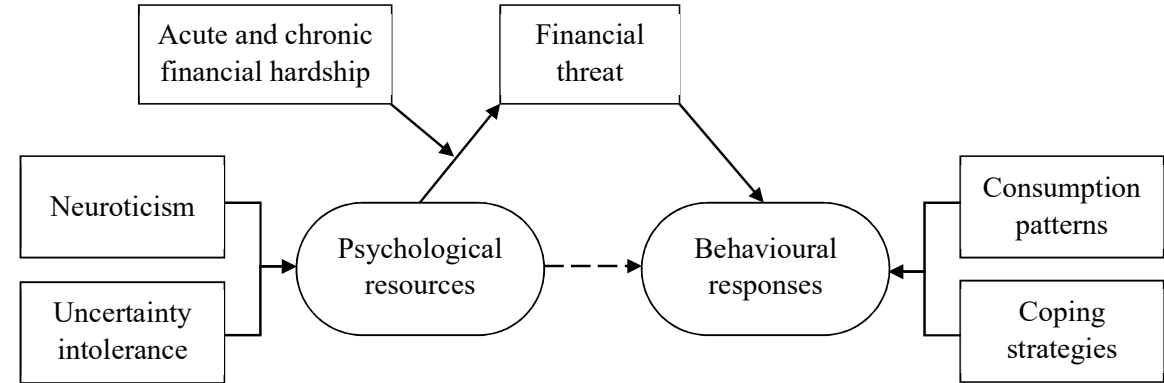 Acute and chronic
financial hardship
Financial
threat
Neuroticism
Uncertainty
intolerance
Psychological
resources
Behavioural
responses
Consumption
patterns
Coping
strategies